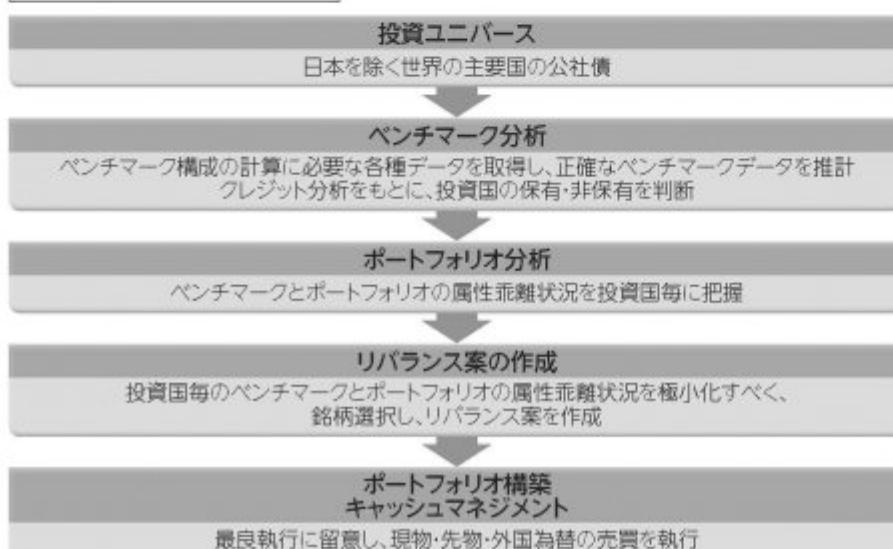 投資ユニバース
日本を除く世界の主要国の公社債
ベンチマーク分析
ベンチマーク構成の計算に必要な各種データを取得し、正確なベンチマークデータを推計
クレジット分析をもとに、投資国の保有・非保有を判断
ポートフォリオ分析
ベンチマークとポートフォリオの属性乖離状況を投資国毎に把握
リバランス案の作成
投資国毎のベンチマークとポートフォリオの属性乖離状況を極小化すべく、
銘柄選択し、リバランス案を作成
ポートフォリオ構築
キャッシュマネジメント
最良執行に留意し、現物・先物・外国為替の売買を執行